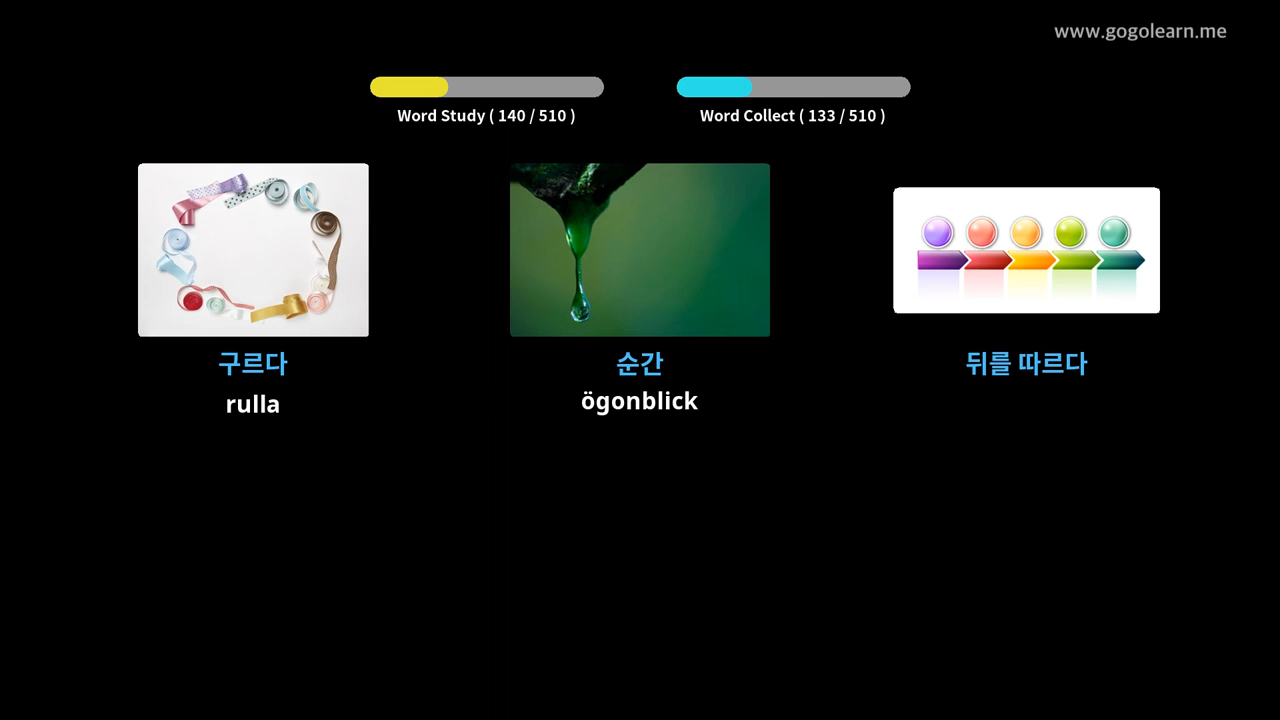 www.gogolearn.me
Word Study ( 140 / 510 )
Word Collect ( 133 / 510 )
구르다
순간
뒤를 따르다
rulla
ögonblick